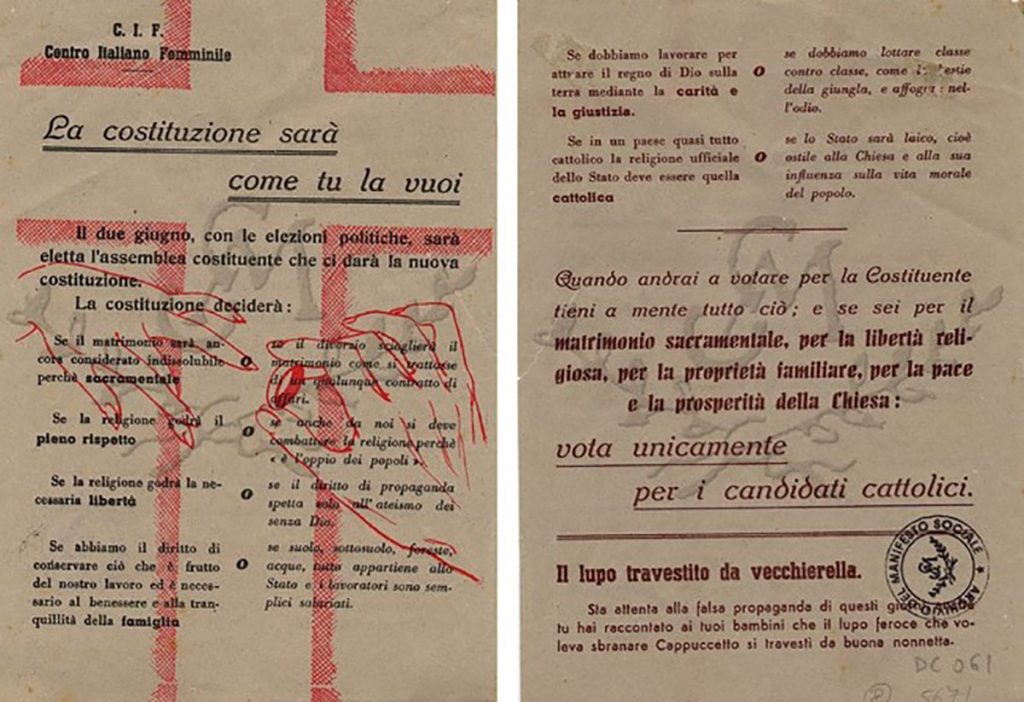 C. I. F.
Centro Italiano Femminile
La costituzione sarà
come tu la vuoi
Il due giugno, con le elezioni politiche, sarà
eletta l'assemblea costituente che ci darà la nuova
costituzione.
La costituzione deciderà :
Se il matrimonio sarà an-
cora considerato indissolubile
perchè sacramentale
o
se il divorzio scioglierà il
matrimonio come si trattasse
di un qualunque contratto di
affari.
Se la religione godrà il
pieno rispetto
o
se anche da noi si deve
combattere la religione perchè
« è l'oppio dei popoli ».
Se la religione godrà la ne-
cessaria libertà
o
se il diritto di propaganda
spetta solo all'ateismo dei
senza Dio.
Se abbiamo il diritto di
conservare ciò che è frutto
del nostro lavoro ed è neces-
sario al benessere e alla tran-
quillità della famiglia
o
se suolo, sottosuolo, foreste,
acque, tutto appartiene allo
Stato e i lavoratori sono sem-
plici salariati.
Se dobbiamo lavorare per
attuare il regno di Dio sulla
terra mediante la carità e
la giustizia.
o
se dobbiamo lottare classe
contro classe, come
della giungla, e nel-
l'odio.
Se in un paese quasi tutto
cattolico la religione ufficiale
dello Stato deve essere quella
cattolica
o
se lo Stato sarà laico, cioè
ostile alla Chiesa e alla sua
influenza sulla vita morale
del popolo.
Quando andrai a votare per la Costituente
tieni a mente tutto ciò ; e se sei per il
matrimonio sacramentale, per la libertà reli-
giosa, per la proprietà familiare, per la pace
e la prosperità della Chiesa :
vota unicamente
per i candidati cattolici.
Il lupo travestito da vecchierella.
Sta attenta alla falsa propaganda di questi
tu hai raccontato ai tuoi bambini che il lupo feroce che vo-
leva sbranare Cappuccetto si travestì da buona nonnetta.
ARCHIVIO DEL MANIFESTO SOCIALE
DC 061